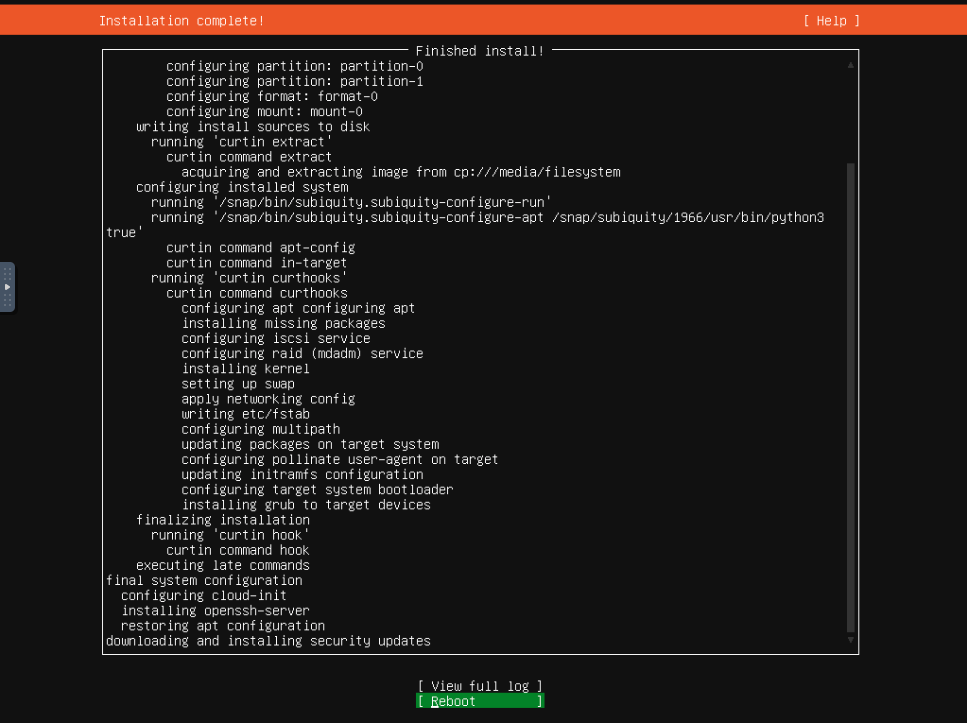 Installation complete! [ Help ]
Finished install!
configuring partition: partition-0
configuring partition: partition-1
configuring format: format-0
configuring mount: mount-0
writing install sources to disk
running 'curtin extract'
curtin command extract
acquiring and extracting image from cp:///media/filesystem
configuring installed system
running '/snap/bin/subiquity.subiquity-configure-run'
running '/snap/bin/subiquity.subiquity-configure-apt /snap/subiquity/1966/usr/bin/python3
true'
curtin command apt-config
curtin command in-target
running 'curtin curthooks'
curtin command curthooks
configuring apt configuring apt
installing missing packages
configuring iscsi service
configuring raid (mdadm) service
installing kernel
setting up swap
apply networking config
writing etc/fstab
configuring multipath
updating packages on target system
configuring pollinate user-agent on target
updating initramfs configuration
configuring target system bootloader
installing grub to target devices
finalizing installation
running 'curtin hook'
curtin command hook
executing late commands
final system configuration
configuring cloud-init
installing openssh-server
restoring apt configuration
downloading and installing security updates
[ View full log ]
[ Reboot ]